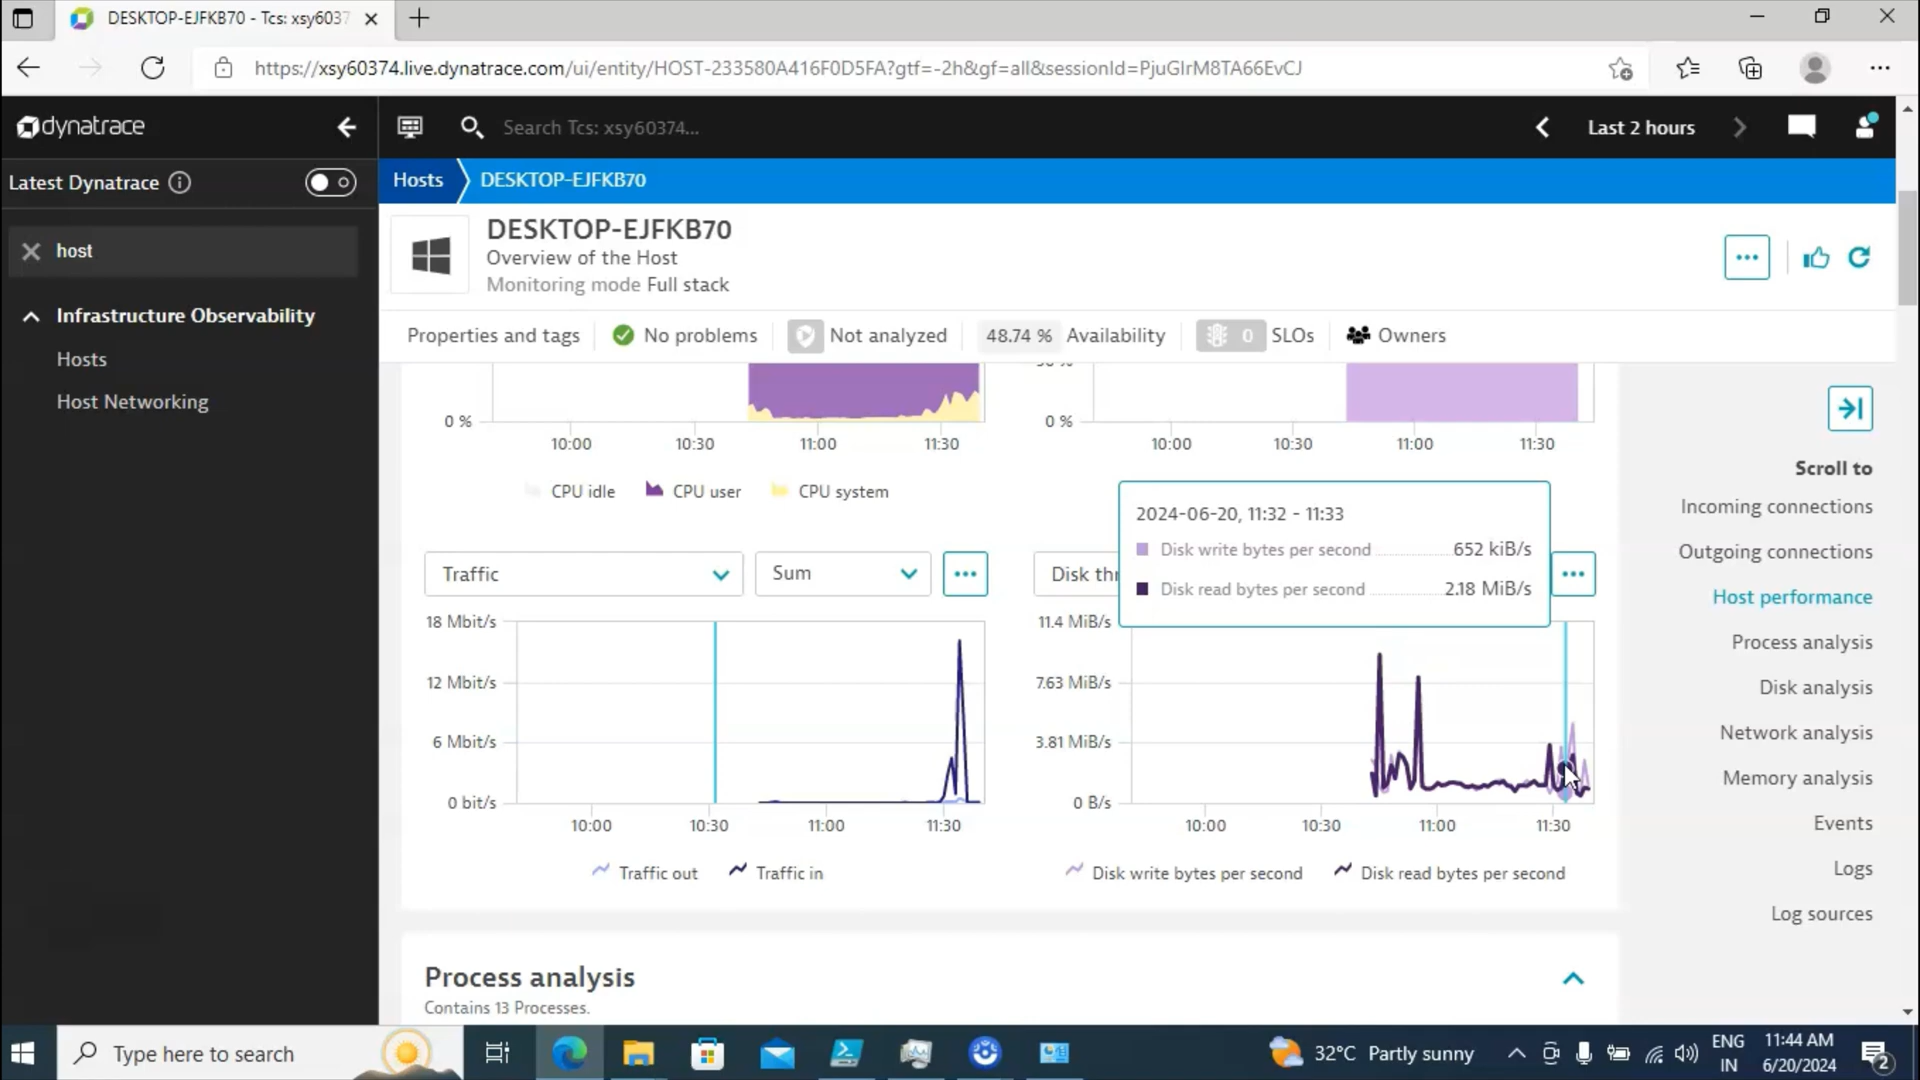 DESKTOP-EJFKB70 - Tcs: xsy6037
https://xsy60374.live.dynatrace.com/ui/entity/HOST-233580A416F0D5FA?gtf=-2h&gf=all&sessionId=PjuGIrM8TA66EvCJ
dynatrace
Search Tcs: xsy60374...
Last 2 hours
Latest Dynatrace
Hosts
DESKTOP-EJFKB70
host
DESKTOP-EJFKB70
Overview of the Host
Monitoring mode Full stack
Infrastructure Observability
Hosts
Host Networking
Properties and tags
No problems
Not analyzed
48.74 % Availability
0 SLOs
Owners
0 %
10:00 10:30 11:00 11:30
CPU idle CPU user CPU system
0 %
10:00 10:30 11:00 11:30
2024-06-20, 11:32 - 11:33
Disk write bytes per second 652 kiB/s
Disk read bytes per second 2.18 MiB/s
Traffic
Sum
Disk thr
18 Mbit/s
12 Mbit/s
6 Mbit/s
0 bit/s
10:00 10:30 11:00 11:30
Traffic out Traffic in
11.4 MiB/s
7.63 MiB/s
3.81 MiB/s
0 B/s
10:00 10:30 11:00 11:30
Disk write bytes per second Disk read bytes per second
Scroll to
Incoming connections
Outgoing connections
Host performance
Process analysis
Disk analysis
Network analysis
Memory analysis
Events
Logs
Log sources
Process analysis
Contains 13 Processes.
Type here to search
32°C Partly sunny
ENG
IN
11:44 AM
6/20/2024
2